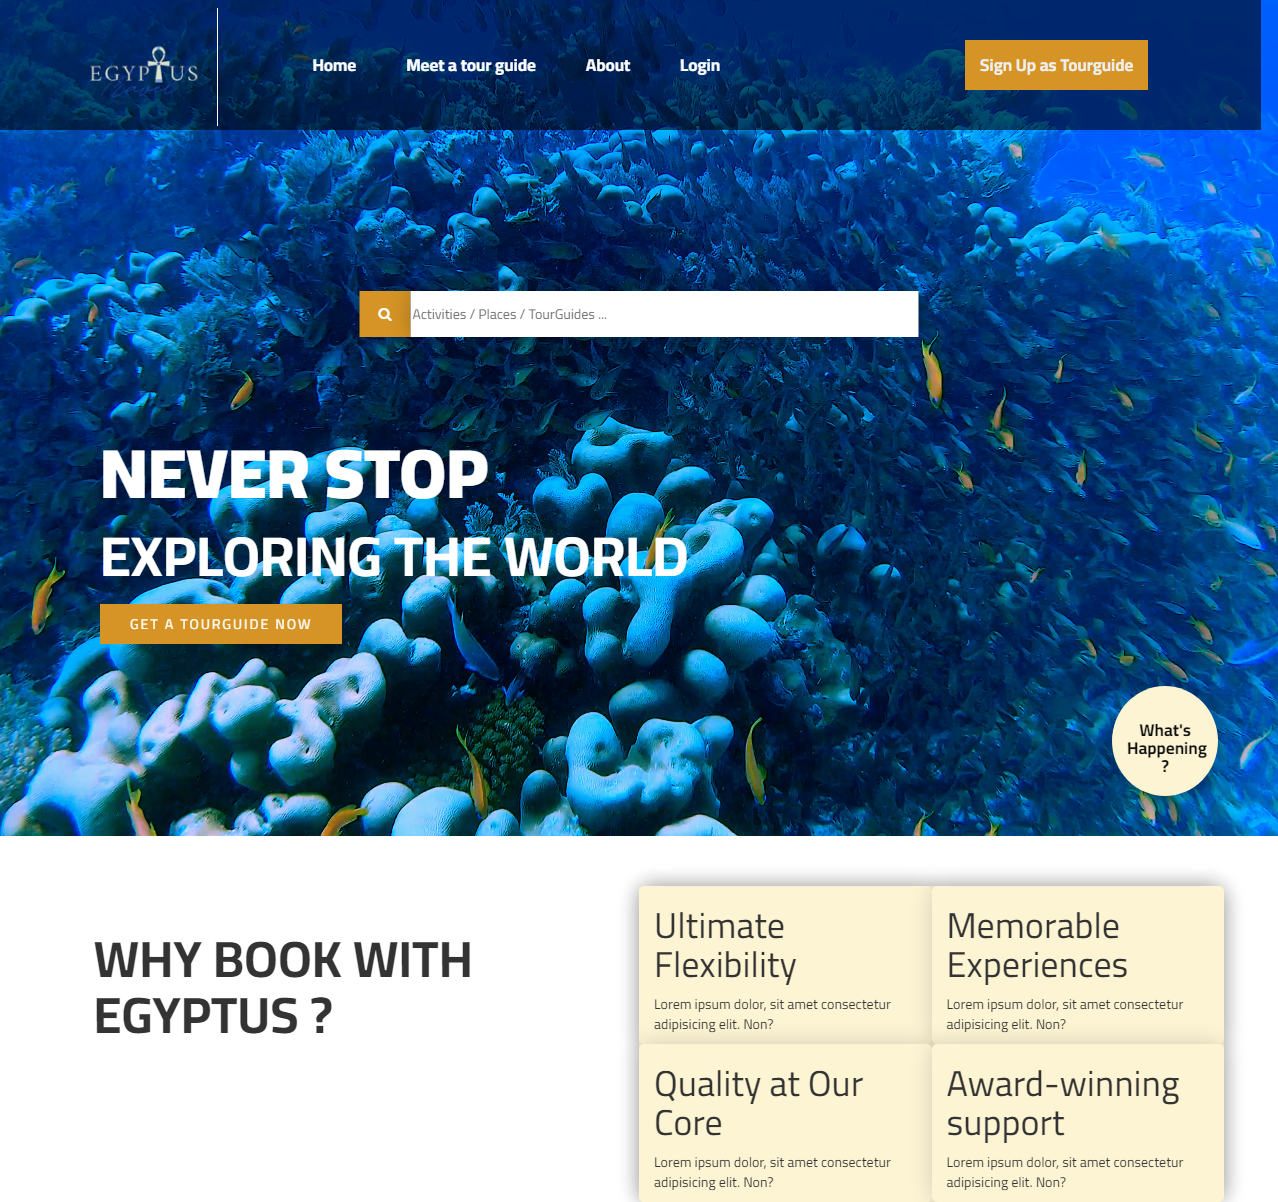 EGYPTUS
Home
Meet a tour guide
About
Login
Sign Up as Tourguide
Activities / Places / TourGuides ...
NEVER STOP
EXPLORING THE WORLD
GET A TOURGUIDE NOW
What's
Happening
?
WHY BOOK WITH
EGYPTUS ?
Ultimate
Flexibility
Lorem ipsum dolor, sit amet consectetur
adipisicing elit. Non?
Memorable
Experiences
Lorem ipsum dolor, sit amet consectetur
adipisicing elit. Non?
Quality at Our
Core
Lorem ipsum dolor, sit amet consectetur
adipisicing elit. Non?
Award-winning
support
Lorem ipsum dolor, sit amet consectetur
adipisicing elit. Non?